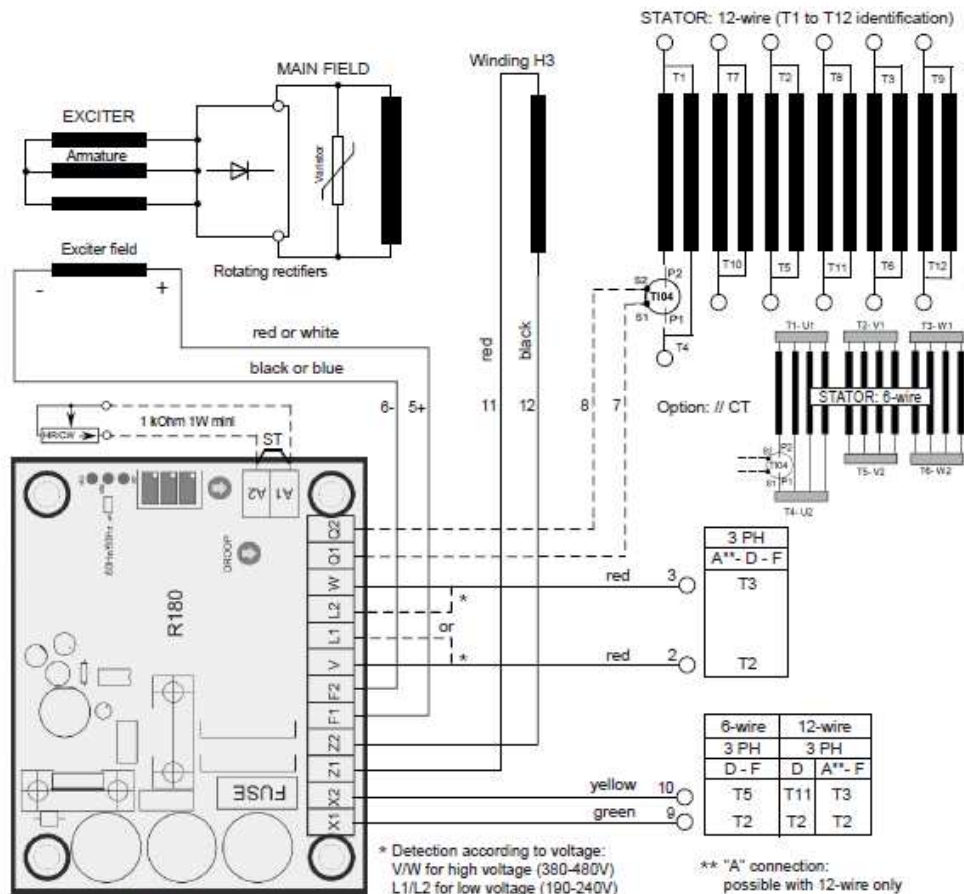 STATOR: 12-wire (T1 to T12 identification)
T1 T7 T2 T8 T3 T9
Winding H3
MAIN FIELD
EXCITER
Armature
Varistor
Exciter field
Rotating rectifiers
- +
T10 T5 T11 T6 T12
S2 P2
TI04
S1 P1
T4
red or white
black or blue
red
black
6- 5+ 11 12 8 7
Option: // CT
T1- U1 T2- V1 T3- W1
STATOR: 6-wire
S2 P2
TI04
S1 P1
T5- V2 T6- W2
T4- U2
1 kOhm 1W mini
ST
A2 A1
60Hz/50Hz
DROOP
R180
FUSE
Q2
Q1
W
L2
L1
V
F2
F1
Z2
Z1
X2
X1
red 3
*
or
*
red 2
3 PH
A**- D - F
T3
T2
yellow 10
green 9
6-wire 12-wire
3 PH 3 PH
D - F D A**- F
T5 T11 T3
T2 T2 T2
* Detection according to voltage:
V/W for high voltage (380-480V)
L1/L2 for low voltage (190-240V)
** "A" connection:
possible with 12-wire only